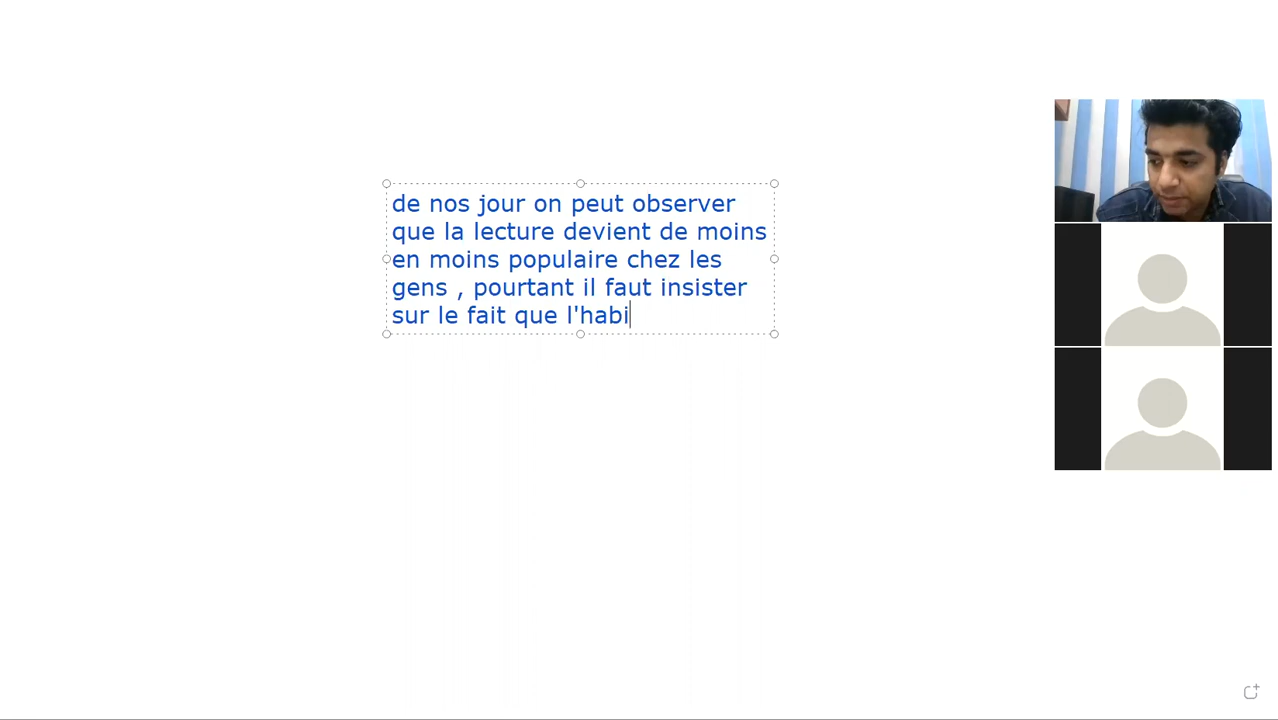 de nos jour on peut observer
que la lecture devient de moins
en moins populaire chez les
gens , pourtant il faut insister
sur le fait que l'habi